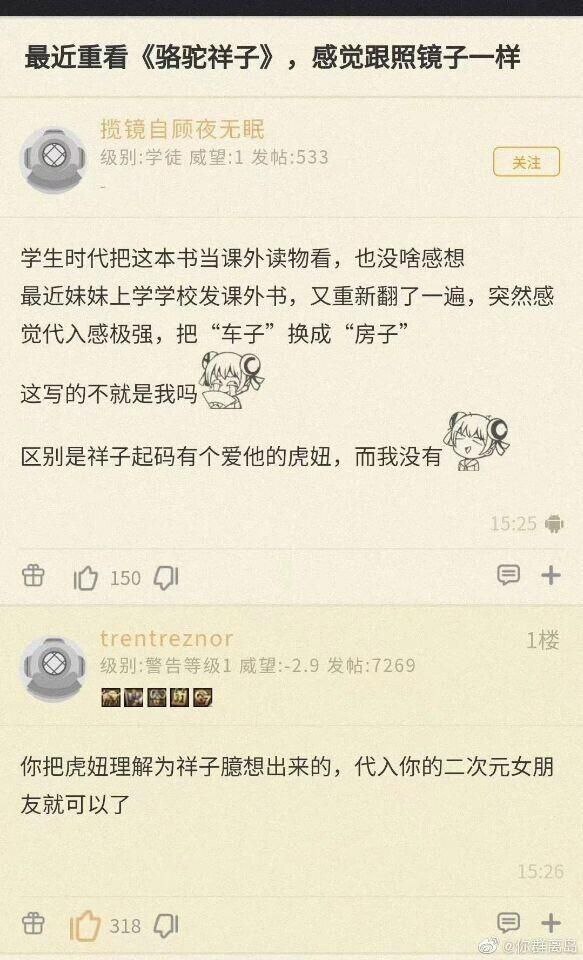 最近重看《骆驼祥子》，感觉跟照镜子一样
揽镜自顾夜无眠
级别:学徒 威望:1 发帖:533
关注
-
学生时代把这本书当课外读物看，也没啥感想
最近妹妹上学学校发课外书，又重新翻了一遍，突然感
觉代入感极强，把“车子”换成“房子”
这写的不就是我吗
区别是祥子起码有个爱他的虎妞，而我没有
15:25
150
trentreznor
1楼
级别:警告等级1 威望:-2.9 发帖:7269
你把虎妞理解为祥子臆想出来的，代入你的二次元女朋
友就可以了
15:26
318
@你群离岛